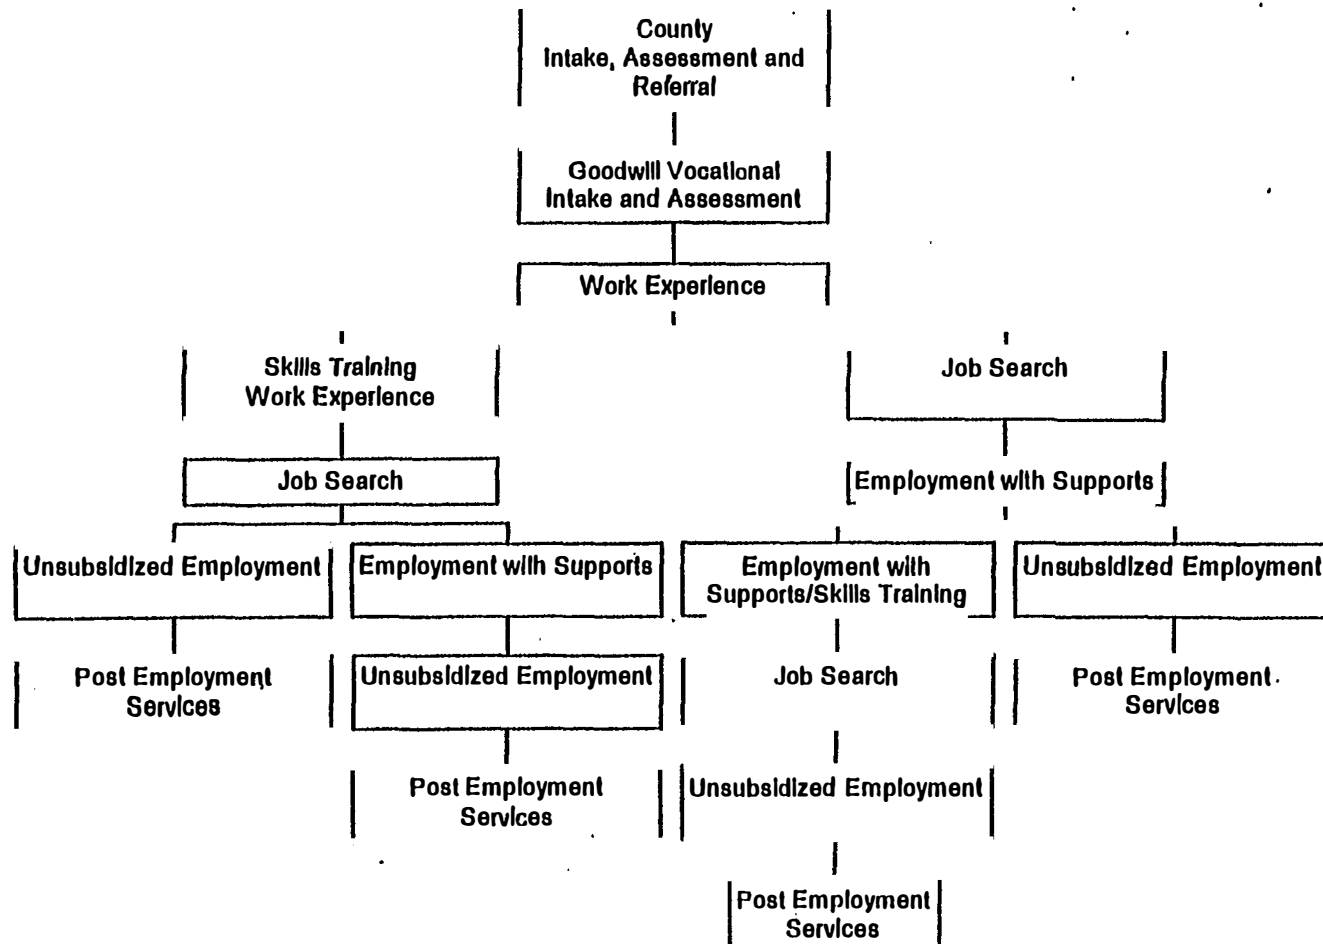 County
Intake, Assessment and
Referral
Goodwill Vocational
Intake and Assessment
Work Experience
Skills Training
Work Experience
Job Search
Job Search
Employment with Supports
Unsubsidized Employment
Employment with Supports
Employment with
Supports/Skills Training
Unsubsidized Employment
Post Employment
Services
Unsubsidized Employment
Job Search
Post Employment
Services
Post Employment
Services
Unsubsidized Employment
Post Employment
Services